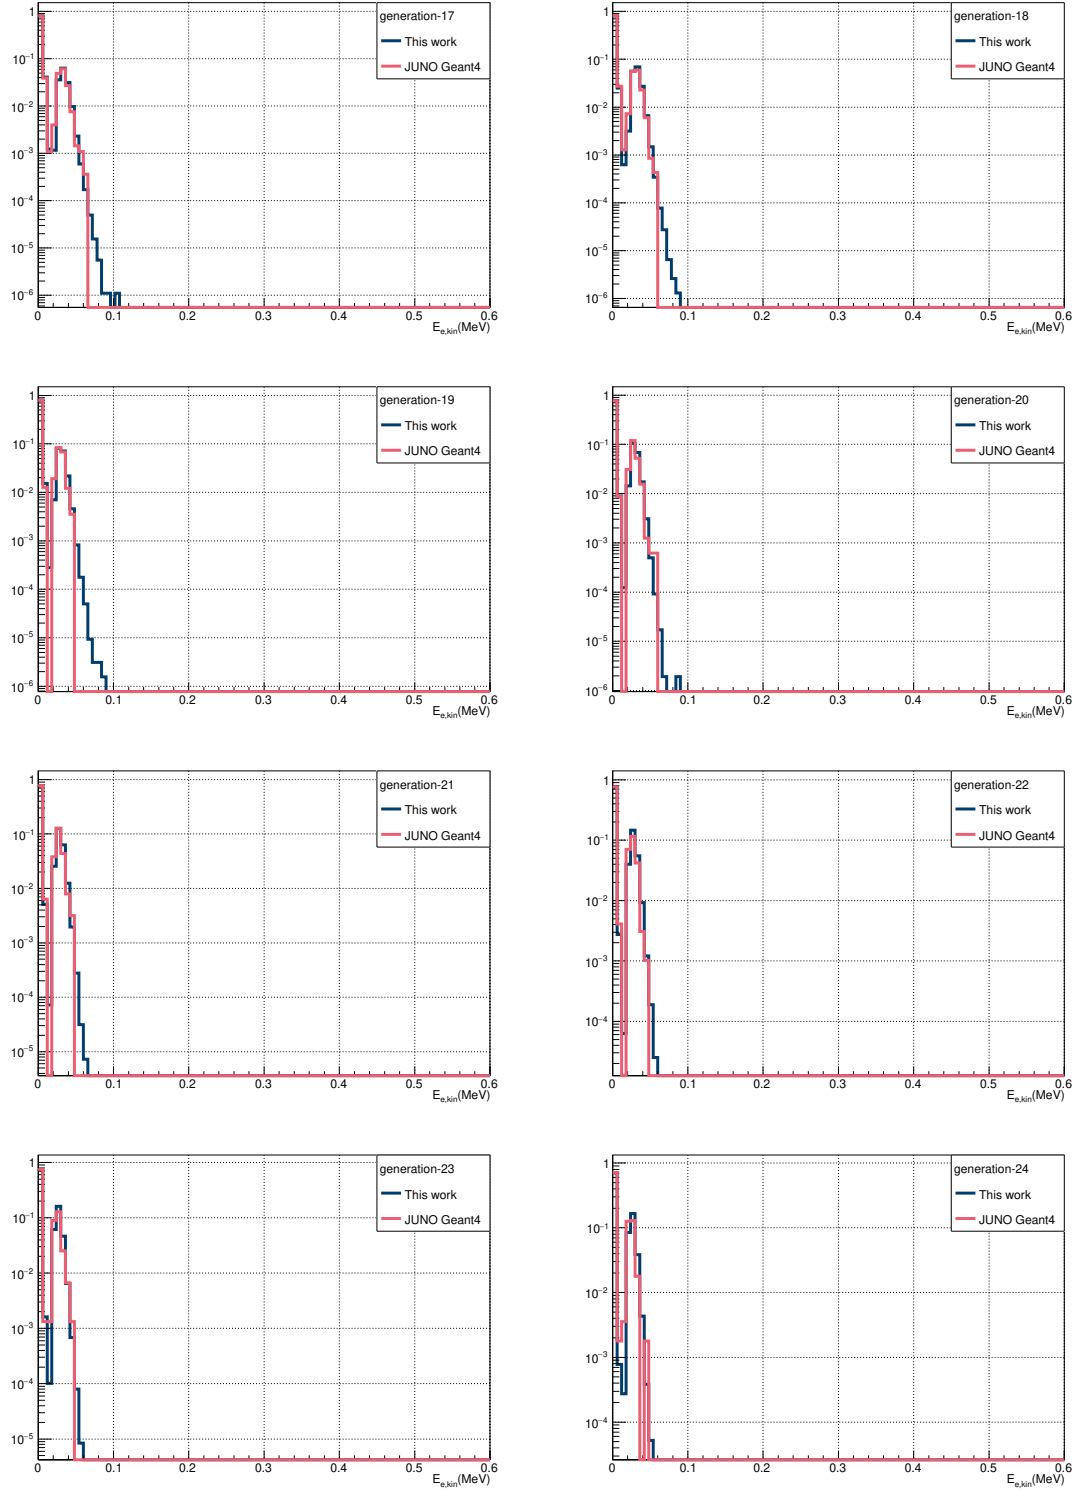 generation-17
This work
JUNO Geant4
1
10⁻¹
10⁻²
10⁻³
10⁻⁴
10⁻⁵
10⁻⁶
0 0.1 0.2 0.3 0.4 0.5 0.6
E_e,kin(MeV)
generation-18
This work
JUNO Geant4
1
10⁻¹
10⁻²
10⁻³
10⁻⁴
10⁻⁵
10⁻⁶
0 0.1 0.2 0.3 0.4 0.5 0.6
E_e,kin(MeV)
generation-19
This work
JUNO Geant4
1
10⁻¹
10⁻²
10⁻³
10⁻⁴
10⁻⁵
10⁻⁶
0 0.1 0.2 0.3 0.4 0.5 0.6
E_e,kin(MeV)
generation-20
This work
JUNO Geant4
1
10⁻¹
10⁻²
10⁻³
10⁻⁴
10⁻⁵
10⁻⁶
0 0.1 0.2 0.3 0.4 0.5 0.6
E_e,kin(MeV)
generation-21
This work
JUNO Geant4
1
10⁻¹
10⁻²
10⁻³
10⁻⁴
10⁻⁵
0 0.1 0.2 0.3 0.4 0.5 0.6
E_e,kin(MeV)
generation-22
This work
JUNO Geant4
1
10⁻¹
10⁻²
10⁻³
10⁻⁴
0 0.1 0.2 0.3 0.4 0.5 0.6
E_e,kin(MeV)
generation-23
This work
JUNO Geant4
1
10⁻¹
10⁻²
10⁻³
10⁻⁴
10⁻⁵
0 0.1 0.2 0.3 0.4 0.5 0.6
E_e,kin(MeV)
generation-24
This work
JUNO Geant4
1
10⁻¹
10⁻²
10⁻³
10⁻⁴
0 0.1 0.2 0.3 0.4 0.5 0.6
E_e,kin(MeV)